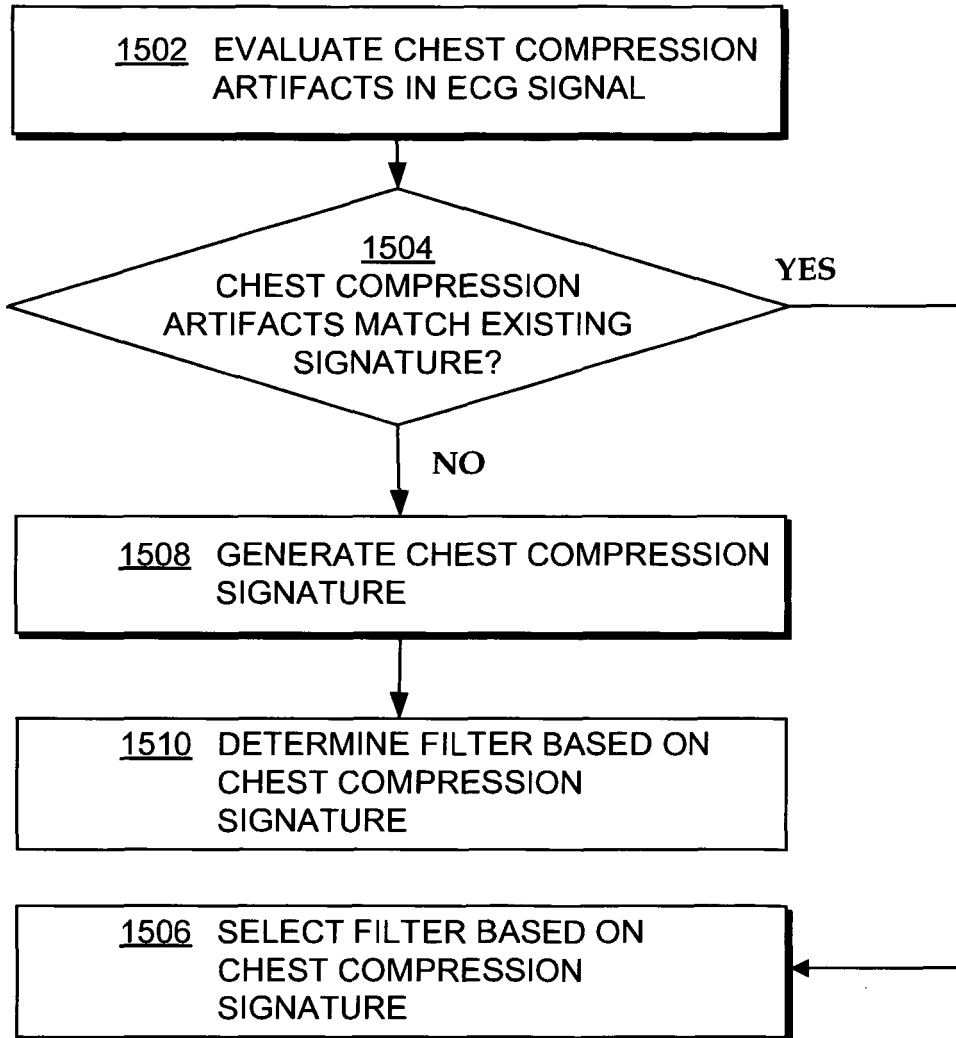 1502 EVALUATE CHEST COMPRESSION
ARTIFACTS IN ECG SIGNAL
1504
CHEST COMPRESSION
ARTIFACTS MATCH EXISTING
SIGNATURE?
YES
NO
1508 GENERATE CHEST COMPRESSION
SIGNATURE
1510 DETERMINE FILTER BASED ON
CHEST COMPRESSION
SIGNATURE
1506 SELECT FILTER BASED ON
CHEST COMPRESSION
SIGNATURE